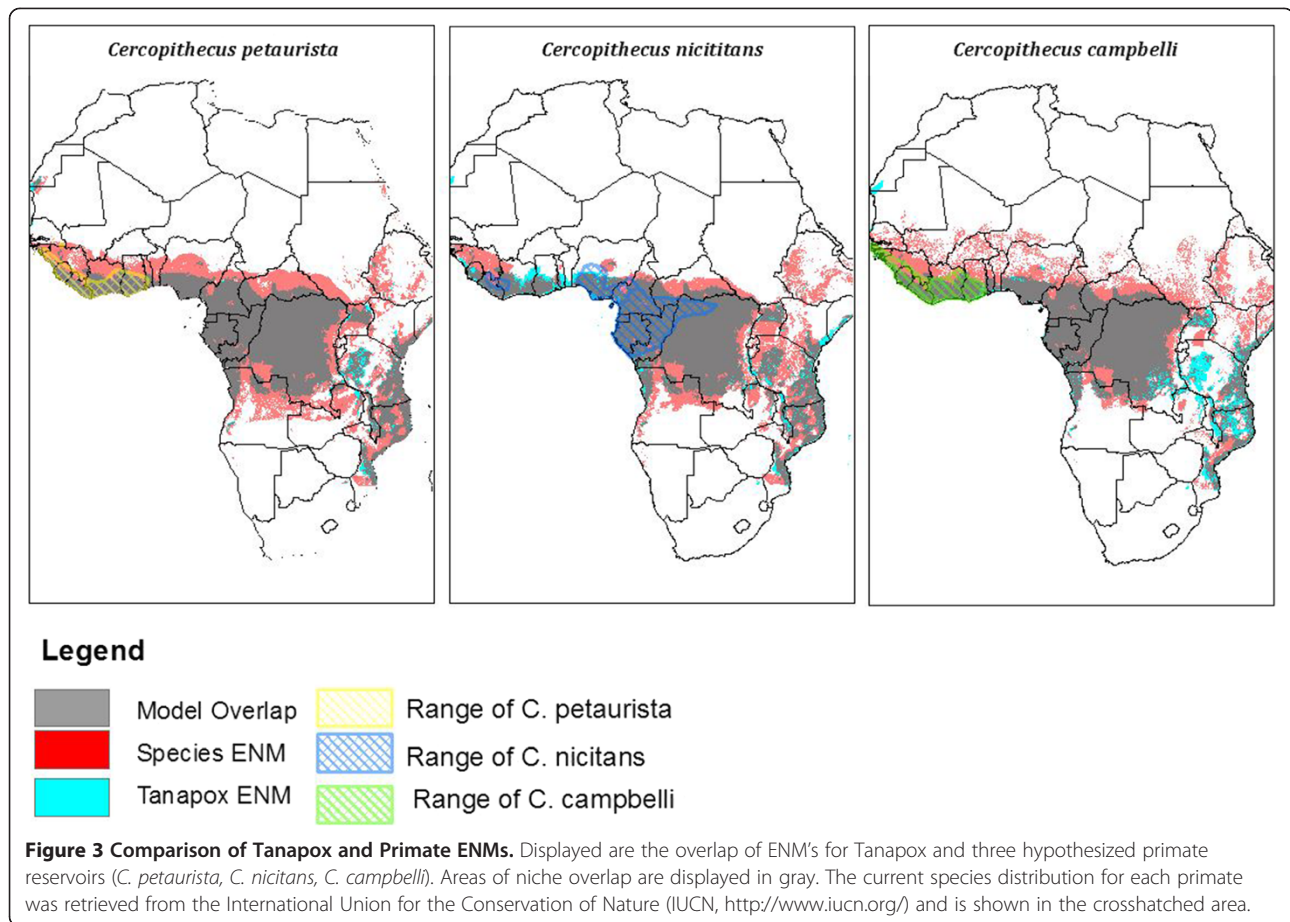 Cercopithecus petaurista
Cercopithecus nicititans
Cercopithecus campbelli
Legend
Model Overlap
Species ENM
Tanapox ENM
Range of C. petaurista
Range of C. nicitans
Range of C. campbelli
Figure 3 Comparison of Tanapox and Primate ENMs. Displayed are the overlap of ENM's for Tanapox and three hypothesized primate
reservoirs (C. petaurista, C. nicitans, C. campbelli). Areas of niche overlap are displayed in gray. The current species distribution for each primate
was retrieved from the International Union for the Conservation of Nature (IUCN, http://www.iucn.org/) and is shown in the crosshatched area.